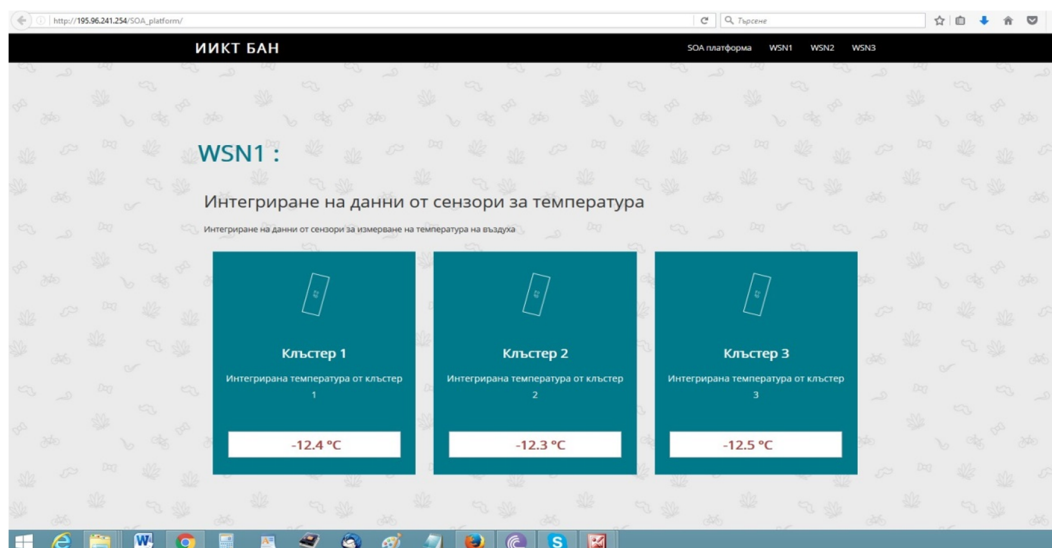 http://195.96.241.254/SOA_platform/
Търсене
ИИКТ БАН
SOA платформа WSN1 WSN2 WSN3
WSN1 :
Интегриране на данни от сензори за температура
Интегриране на данни от сензори за измерване на температура на въздуха
Клъстер 1
Интегрирана температура от клъстер
1
-12.4 °C
Клъстер 2
Интегрирана температура от клъстер
2
-12.3 °C
Клъстер 3
Интегрирана температура от клъстер
3
-12.5 °C